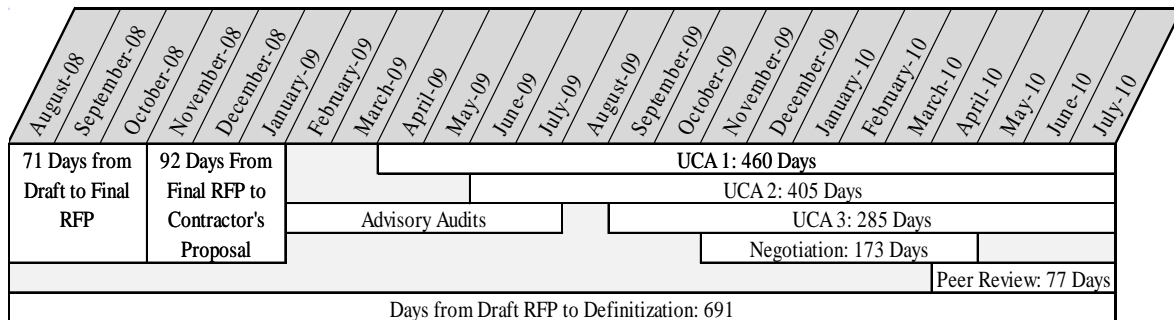 August-08
September-08
October-08
November-08
December-08
January-09
February-09
March-09
April-09
May-09
June-09
July-09
August-09
September-09
October-09
November-09
December-09
January-10
February-10
March-10
April-10
May-10
June-10
July-10
71 Days from
Draft to Final
RFP
92 Days From
Final RFP to
Contractor's
Proposal
UCA 1: 460 Days
UCA 2: 405 Days
Advisory Audits
UCA 3: 285 Days
Negotiation: 173 Days
Peer Review: 77 Days
Days from Draft RFP to Definitization: 691